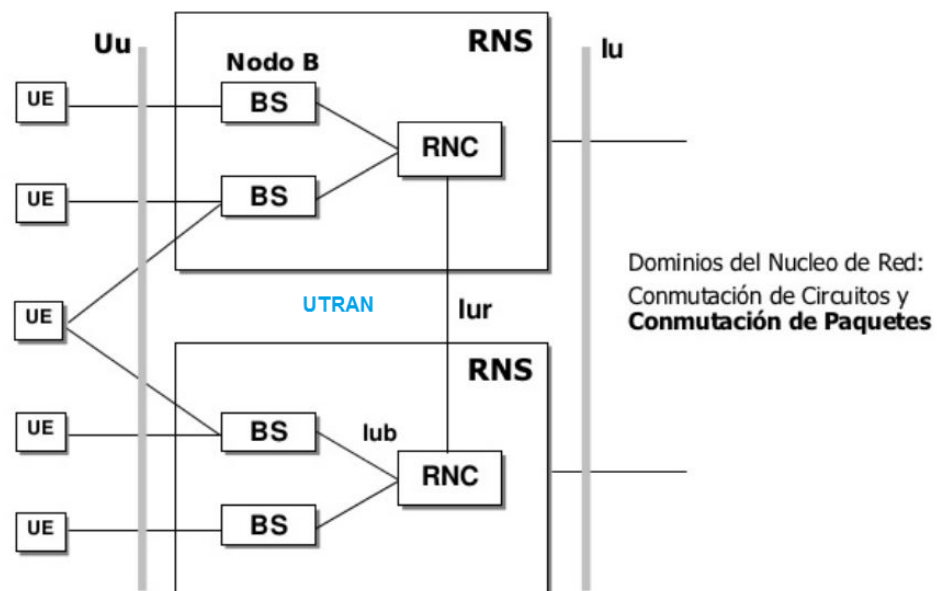 Uu
RNS
Iu
Nodo B
UE
BS
RNC
UE
BS
Dominios del Nucleo de Red:
UE
UTRAN
Iur
Conmutación de Circuitos y
Conmutación de Paquetes
RNS
UE
BS
Iub
RNC
UE
BS